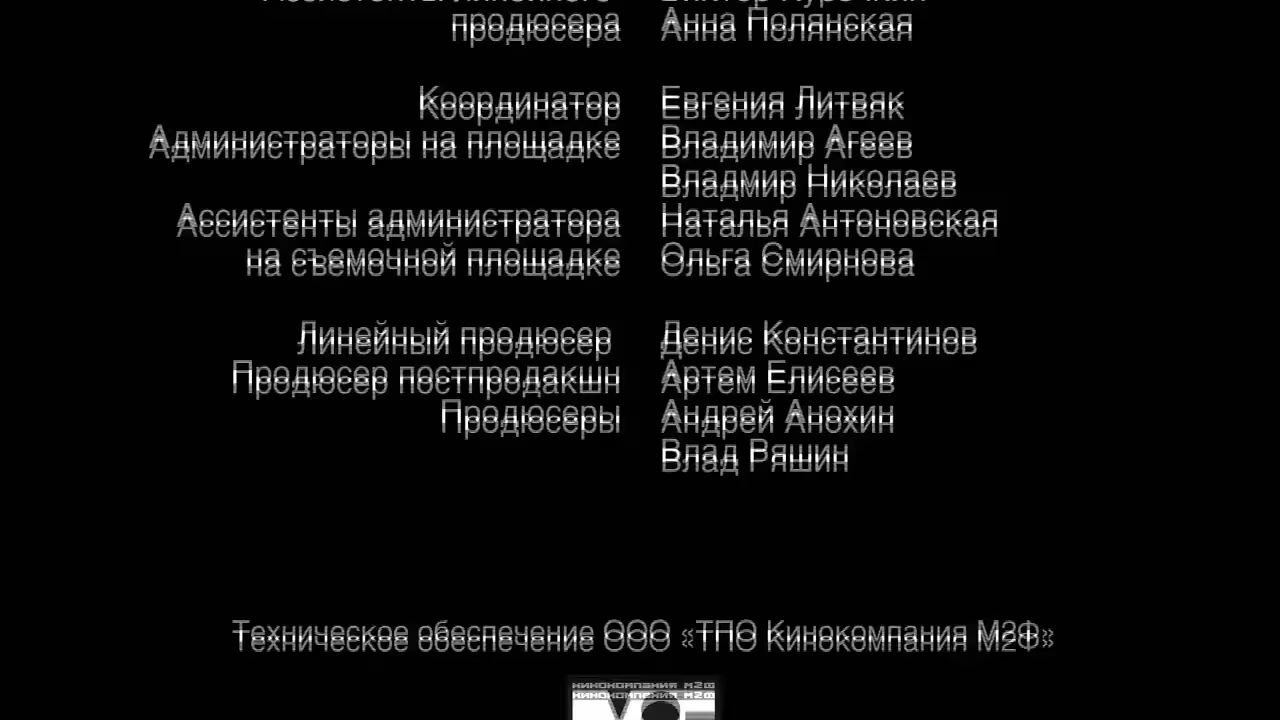 продюсера Анна Полянская
Координатор Евгения Литвяк
Администраторы на площадке Владимир Агеев
Владмир Николаев
Ассистенты администратора Наталья Антоновская
на съемочной площадке Ольга Смирнова
Линейный продюсер Денис Константинов
Продюсер постпродакшн Артем Елисеев
Продюсеры Андрей Анохин
Влад Ряшин
Техническое обеспечение ООО «ТПО Кинокомпания М2Ф»
КИНОКОМПАНИЯ М2Ф